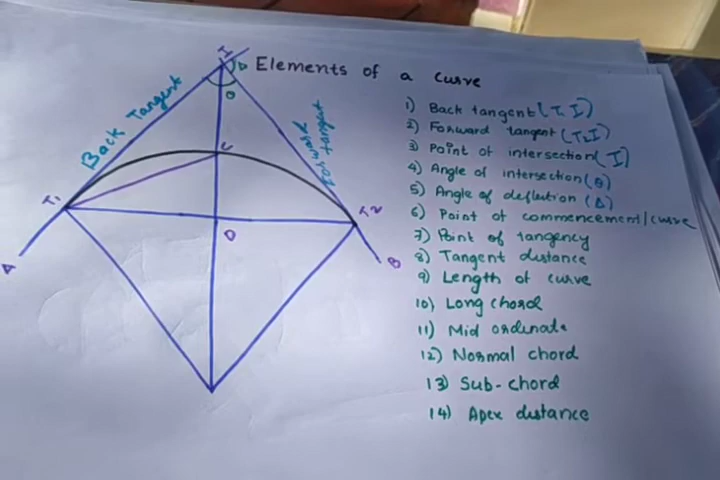 Elements of a curve
I
Δ
θ
Back Tangent
Forward
tangent
C
T1
T2
D
A
B
1) Back tangent (T1 I)
2) Forward tangent (T2 I)
3) Point of intersection (I)
4) Angle of intersection (θ)
5) Angle of deflection (Δ)
6) Point of commencement/curve
7) Point of tangency
8) Tangent distance
9) Length of curve
10) Long chord
11) Mid ordinate
12) Normal chord
13) Sub-chord
14) Apex distance